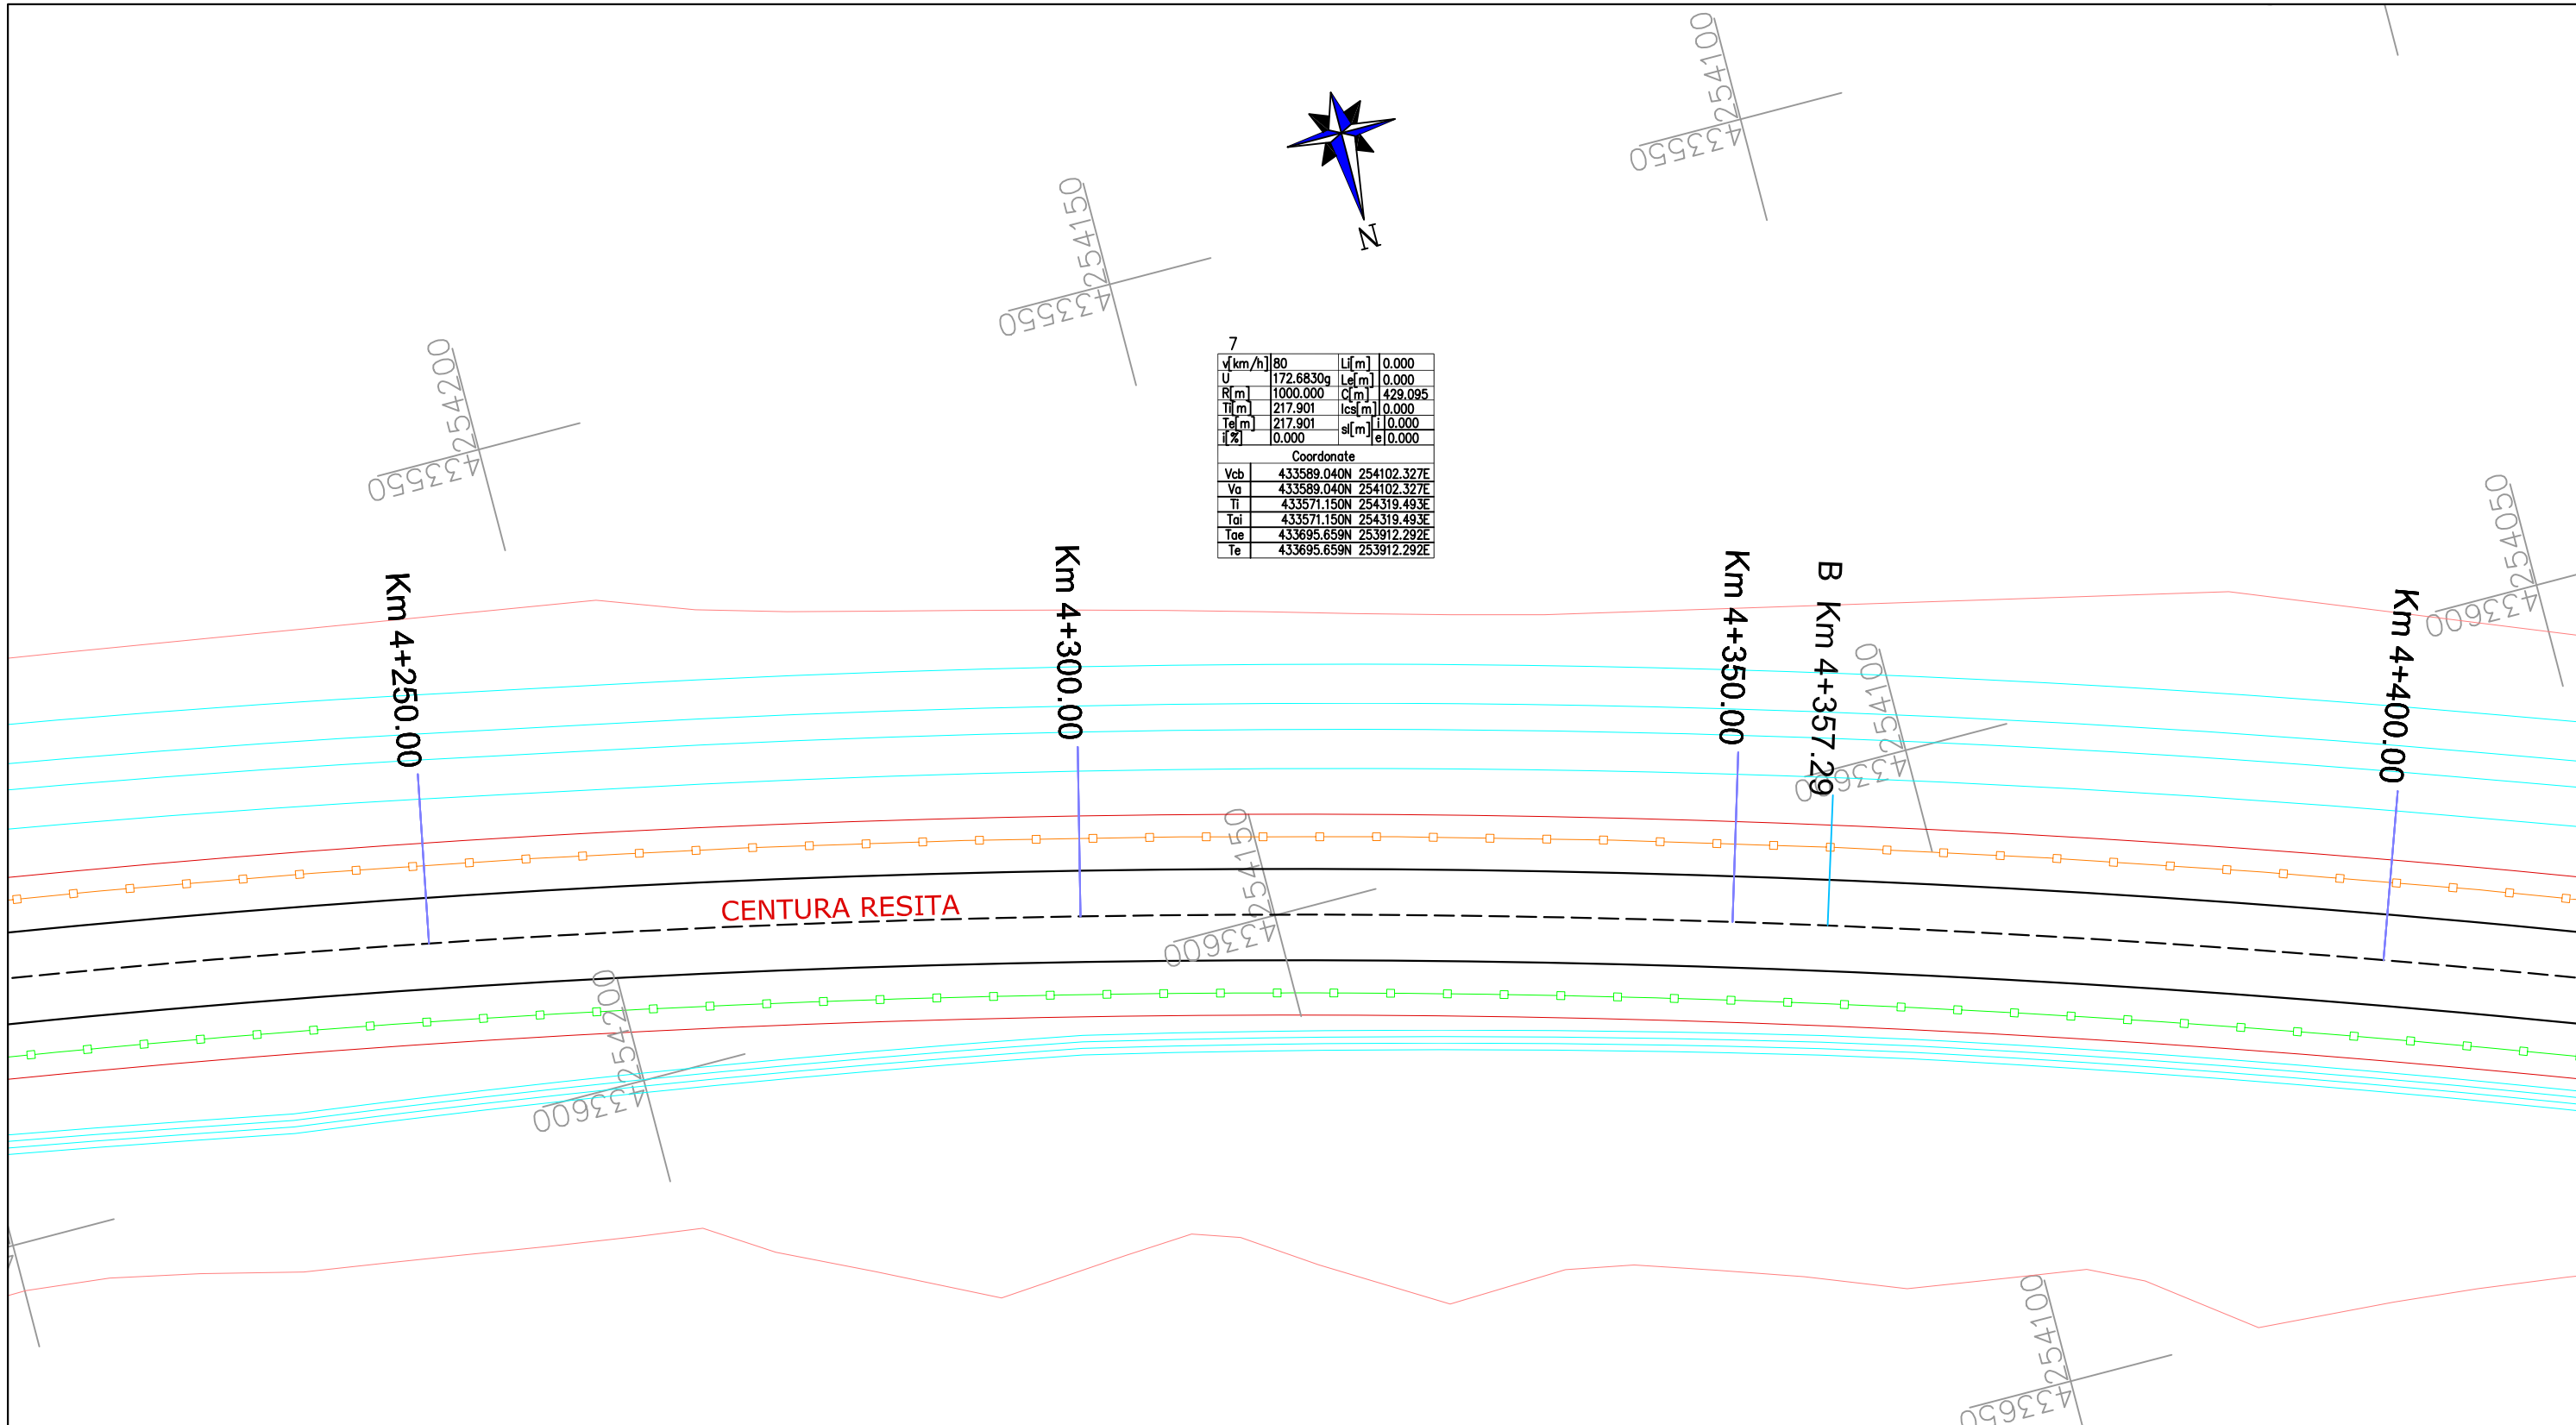 254100
433550
254150
433550
N
254200
433550
7
v[km/h] 80 Li[m] 0.000
U 172.6830g Le[m] 0.000
R[m] 1000.000 C[m] 429.095
Ti[m] 217.901 Ics[m] 0.000
Te[m] 217.901 sl[m] i 0.000
i[%] 0.000 e 0.000
Coordonate
Vcb 433589.040N 254102.327E
Va 433589.040N 254102.327E
Ti 433571.150N 254319.493E
Tai 433571.150N 254319.493E
Tae 433695.659N 253912.292E
Te 433695.659N 253912.292E
254050
433600
Km 4+250.00
Km 4+300.00
Km 4+350.00
B Km 4+357.29
Km 4+400.00
254100
433600
CENTURA RESITA
254150
433600
254200
433600
254100
433650